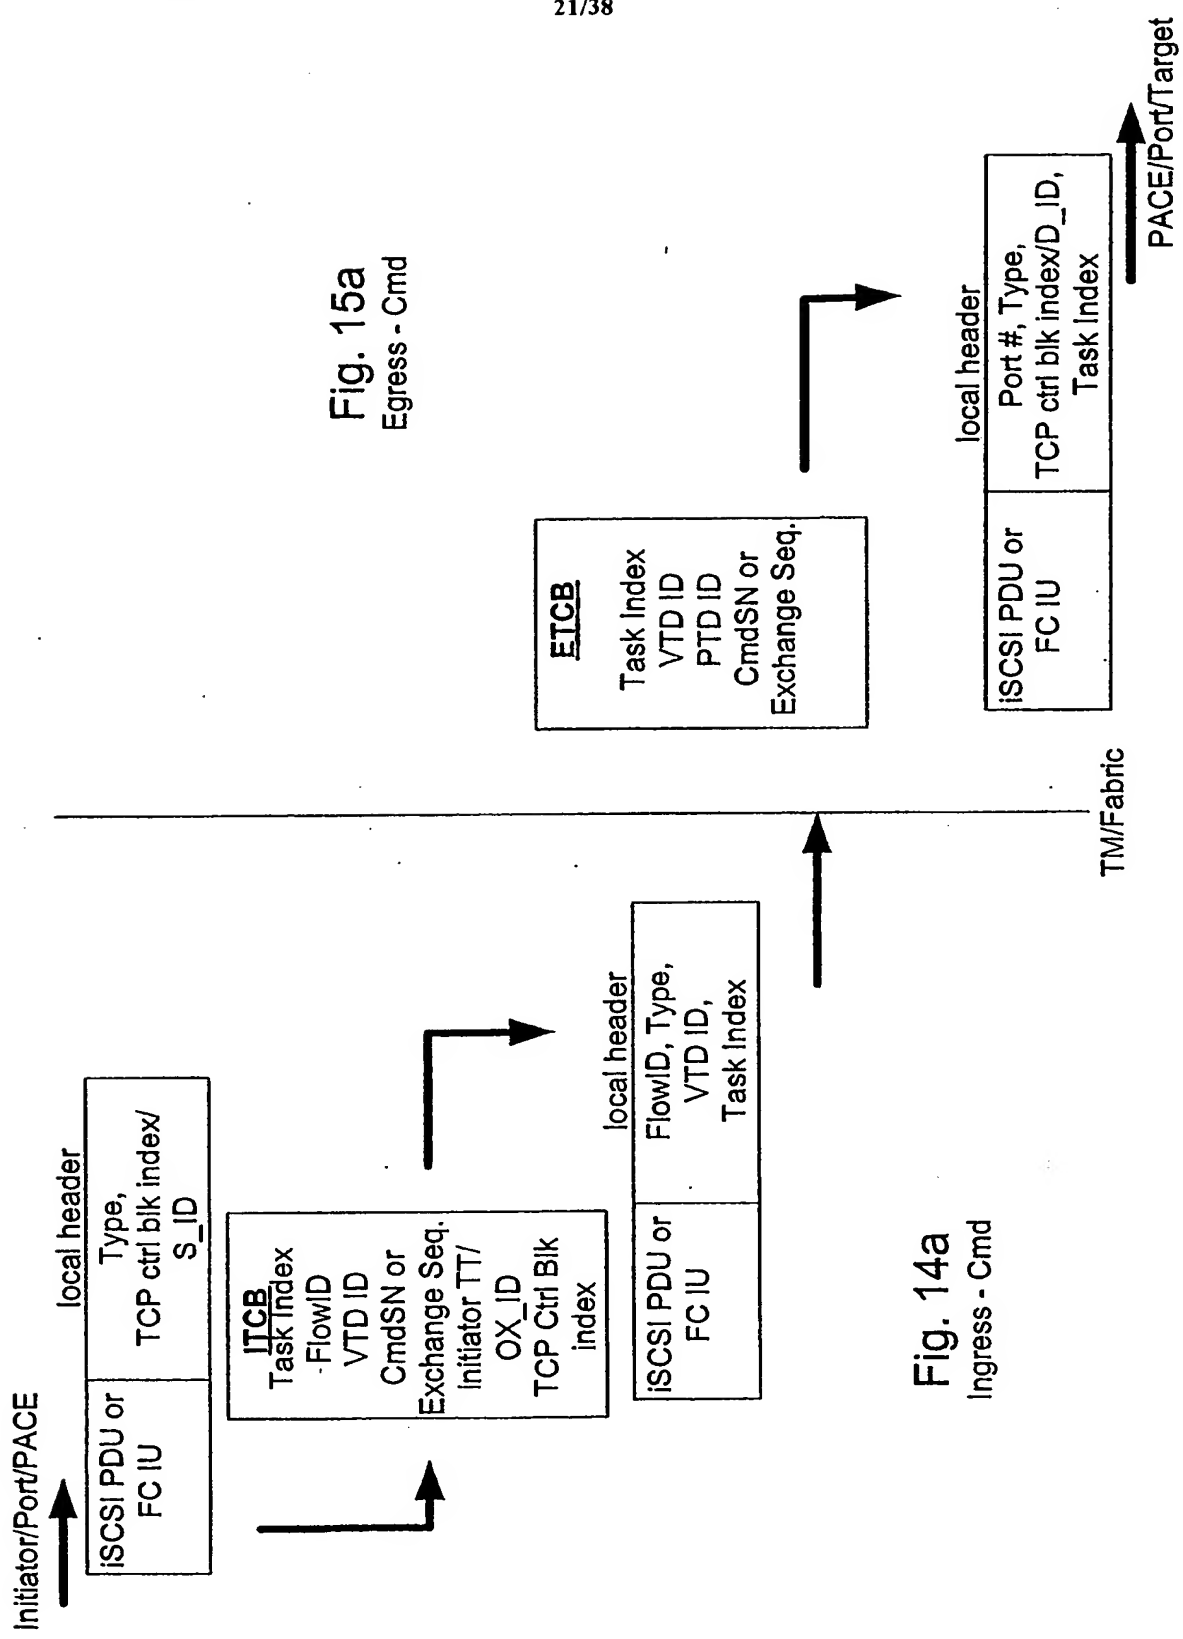 21/38
Initiator/Port/PACE
local header
iSCSI PDU or
FC IU
Type,
TCP ctrl blk index/
S_ID
ITCB
Task Index
FlowID
VTD ID
CmdSN or
Exchange Seq.
Initiator TT/
OX_ID
TCP Ctrl Blk
index
local header
iSCSI PDU or
FC IU
FlowID, Type,
VTD ID,
Task Index
Fig. 14a
Ingress - Cmd
TM/Fabric
Fig. 15a
Egress - Cmd
ETCB
Task Index
VTD ID
PTD ID
CmdSN or
Exchange Seq.
local header
iSCSI PDU or
FC IU
Port #, Type,
TCP ctrl blk index/D_ID,
Task Index
PACE/Port/Target